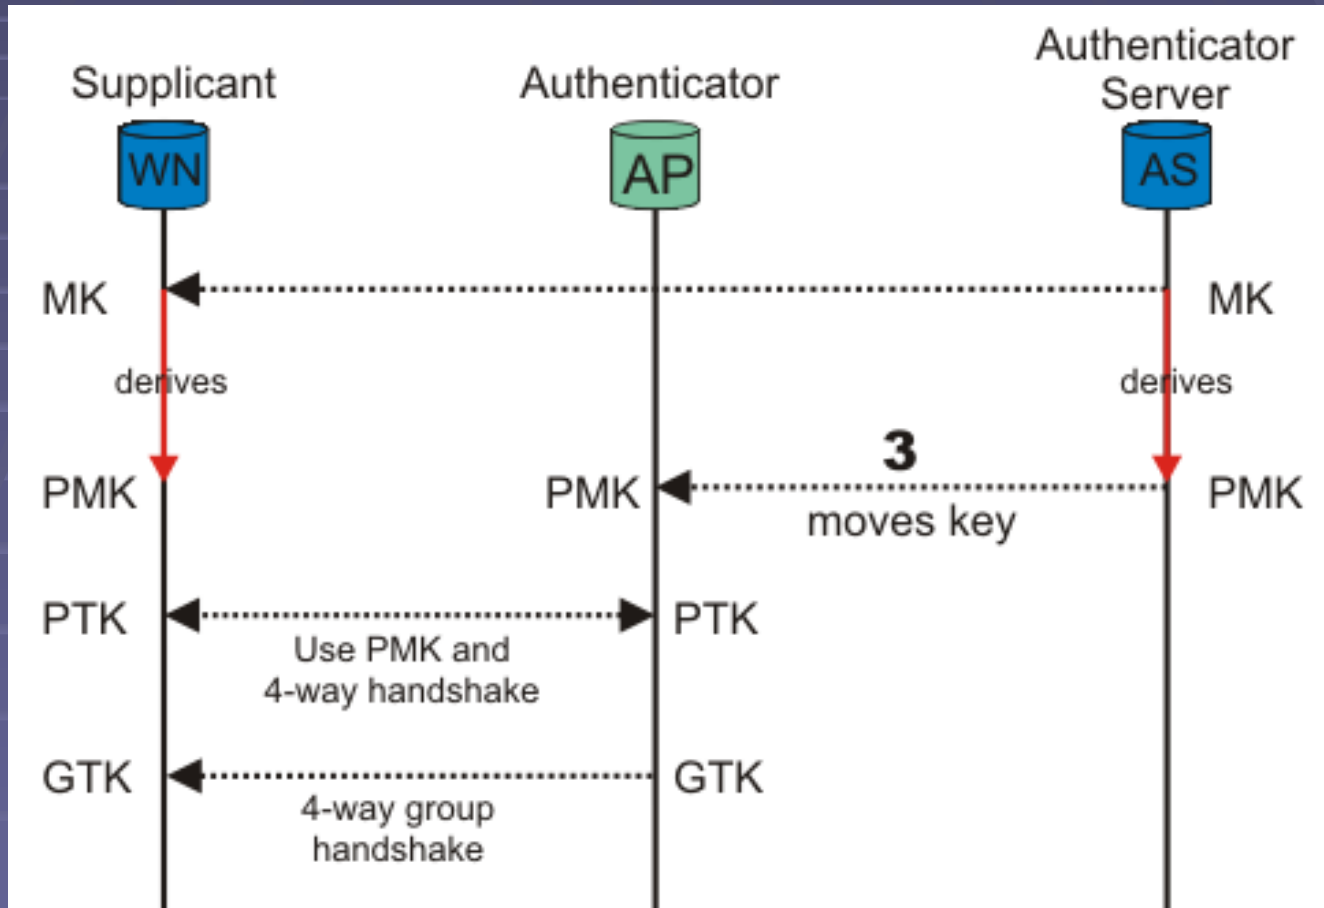 Supplicant
Authenticator
Authenticator
Server
WN
AP
AS
MK
MK
derives
derives
3
PMK
PMK
moves key
PMK
PTK
PTK
Use PMK and
4-way handshake
GTK
GTK
4-way group
handshake